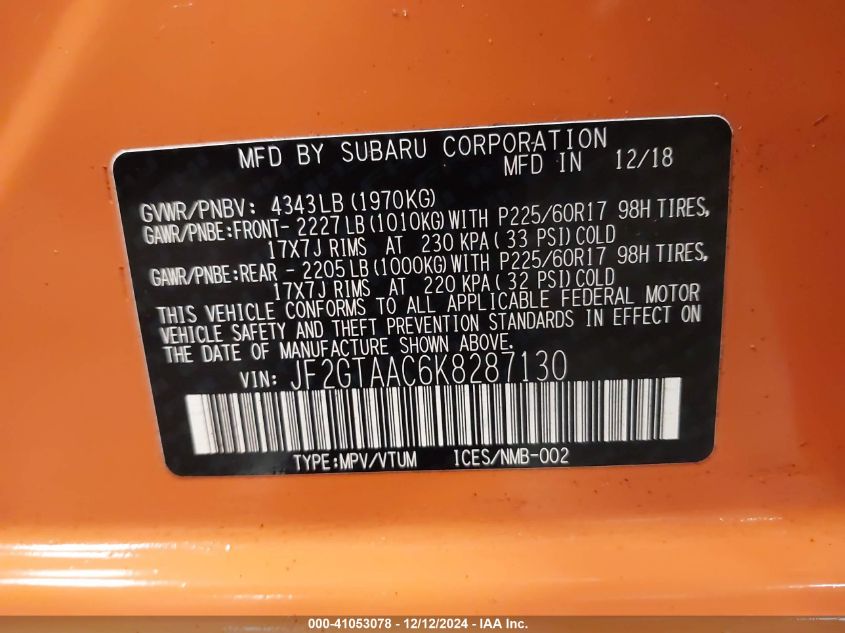 MFD BY SUBARU CORPORATION
MFD IN 12/18
GVWR/PNBV: 4343LB (1970KG)
GAWR/PNBE:FRONT- 2227LB (1010KG) WITH P225/60R17 98H TIRES,
17X7J RIMS AT 230 KPA ( 33 PSI) COLD
GAWR/PNBE:REAR - 2205LB (1000KG) WITH P225/60R17 98H TIRES,
17X7J RIMS AT 220 KPA ( 32 PSI) COLD
THIS VEHICLE CONFORMS TO ALL APPLICABLE FEDERAL MOTOR
VEHICLE SAFETY AND THEFT PREVENTION STANDARDS IN EFFECT ON
THE DATE OF MANUFACTURE SHOWN ABOVE.
VIN: JF2GTAAC6K8287130
TYPE:MPV/VTUM ICES/NMB-002
000-41053078 - 12/12/2024 - IAA Inc.